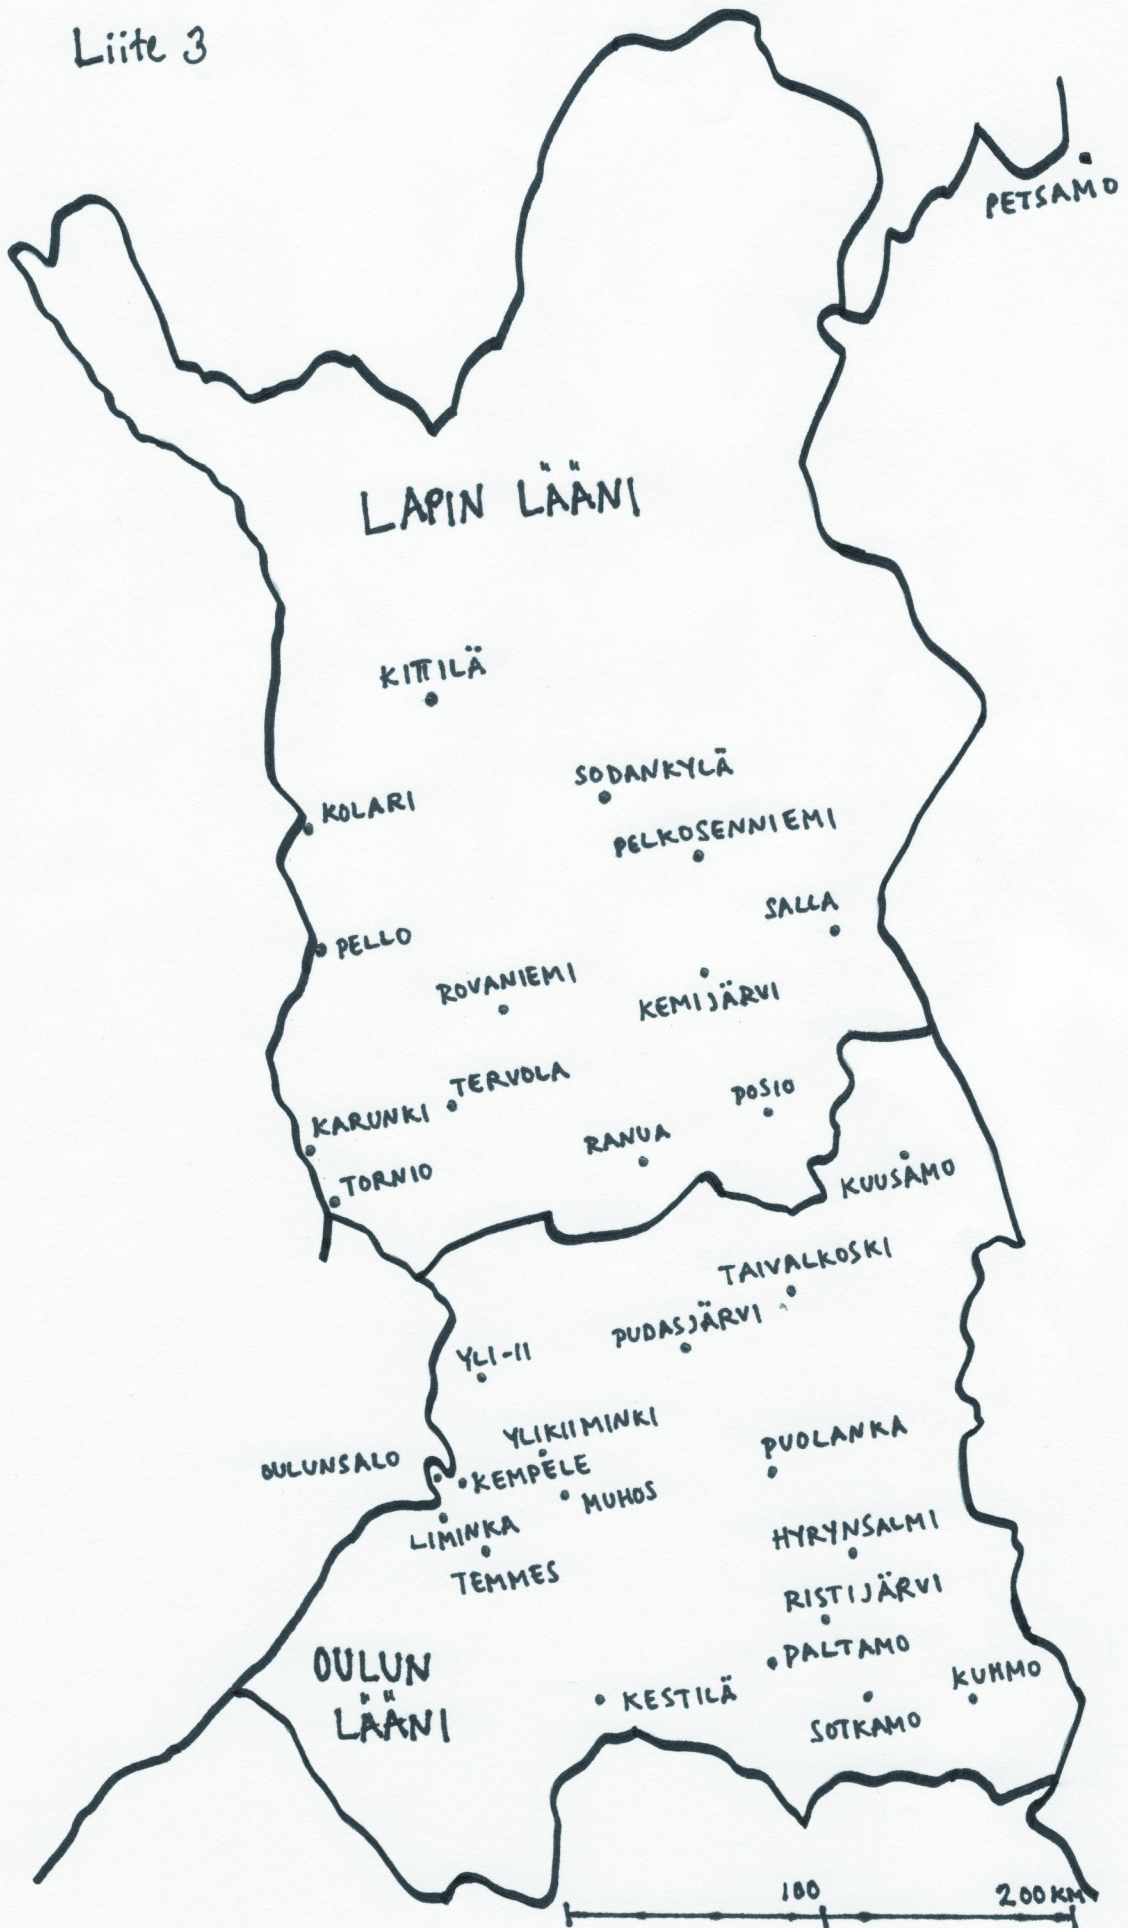 Liite 3
PETSAMO
LAPIN LÄÄNI
KITTILÄ
SODANKYLÄ
KOLARI
PELKOSENNIEMI
SALLA
PELLO
ROVANIEMI
KEMIJÄRVI
TERVOLA
POSIO
KARUNKI
RANUA
TORNIO
KUUSAMO
TAIVALKOSKI
PUDASJÄRVI
YLI-II
YLIKIIMINKI
PUOLANKA
OULUNSALO
KEMPELE
MUHOS
LIMINKA
HYRYNSALMI
TEMMES
RISTIJÄRVI
PALTAMO
OULUN
LÄÄNI
KUHMO
KESTILÄ
SOTKAMO
100
200 KM